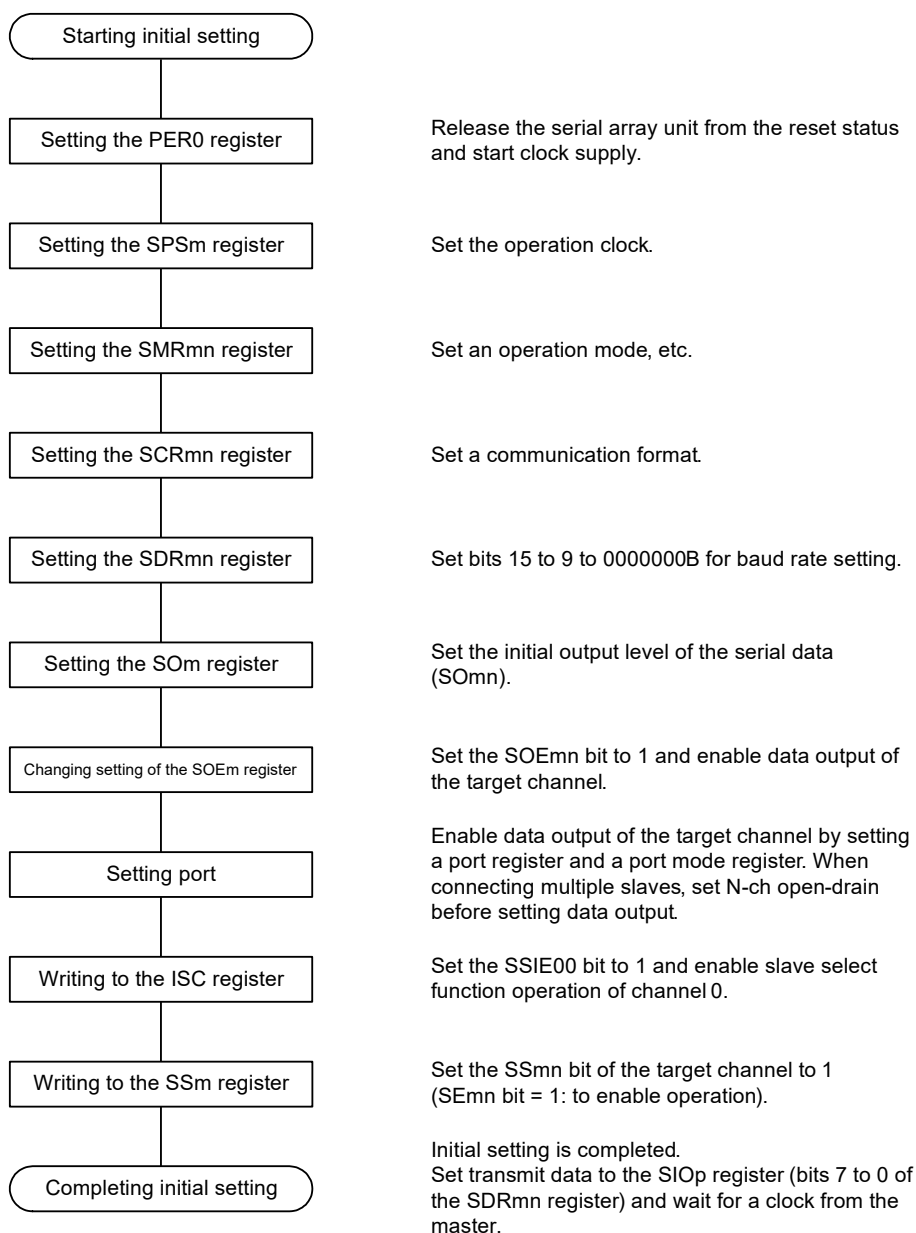 Starting initial setting
Setting the PER0 register
Release the serial array unit from the reset status
and start clock supply.
Setting the SPSm register
Set the operation clock.
Setting the SMRmn register
Set an operation mode, etc.
Setting the SCRmn register
Set a communication format.
Setting the SDRmn register
Set bits 15 to 9 to 0000000B for baud rate setting.
Setting the SOm register
Set the initial output level of the serial data
(SOmn).
Changing setting of the SOEm register
Set the SOEmn bit to 1 and enable data output of
the target channel.
Setting port
Enable data output of the target channel by setting
a port register and a port mode register. When
connecting multiple slaves, set N-ch open-drain
before setting data output.
Writing to the ISC register
Set the SSIE00 bit to 1 and enable slave select
function operation of channel 0.
Writing to the SSm register
Set the SSmn bit of the target channel to 1
(SEmn bit = 1: to enable operation).
Completing initial setting
Initial setting is completed.
Set transmit data to the SIOp register (bits 7 to 0 of
the SDRmn register) and wait for a clock from the
master.